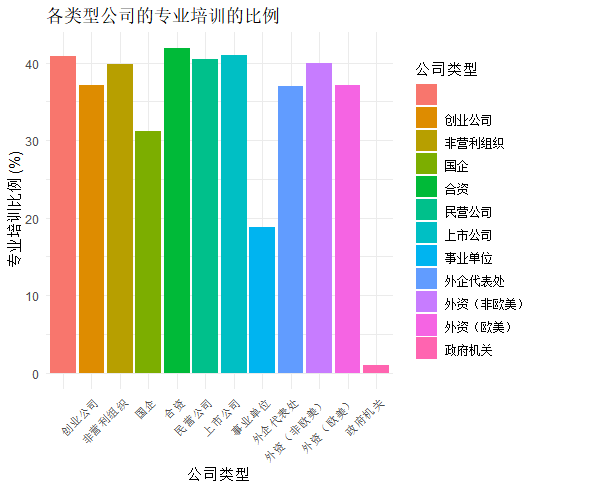 各类型公司的专业培训的比例
专业培训比例 (%)
40
30
20
10
0
创业公司
非营利组织
国企
合资
民营公司
上市公司
事业单位
外企代表处
外资（非欧美）
外资（欧美）
政府机关
公司类型
公司类型
创业公司
非营利组织
国企
合资
民营公司
上市公司
事业单位
外企代表处
外资（非欧美）
外资（欧美）
政府机关